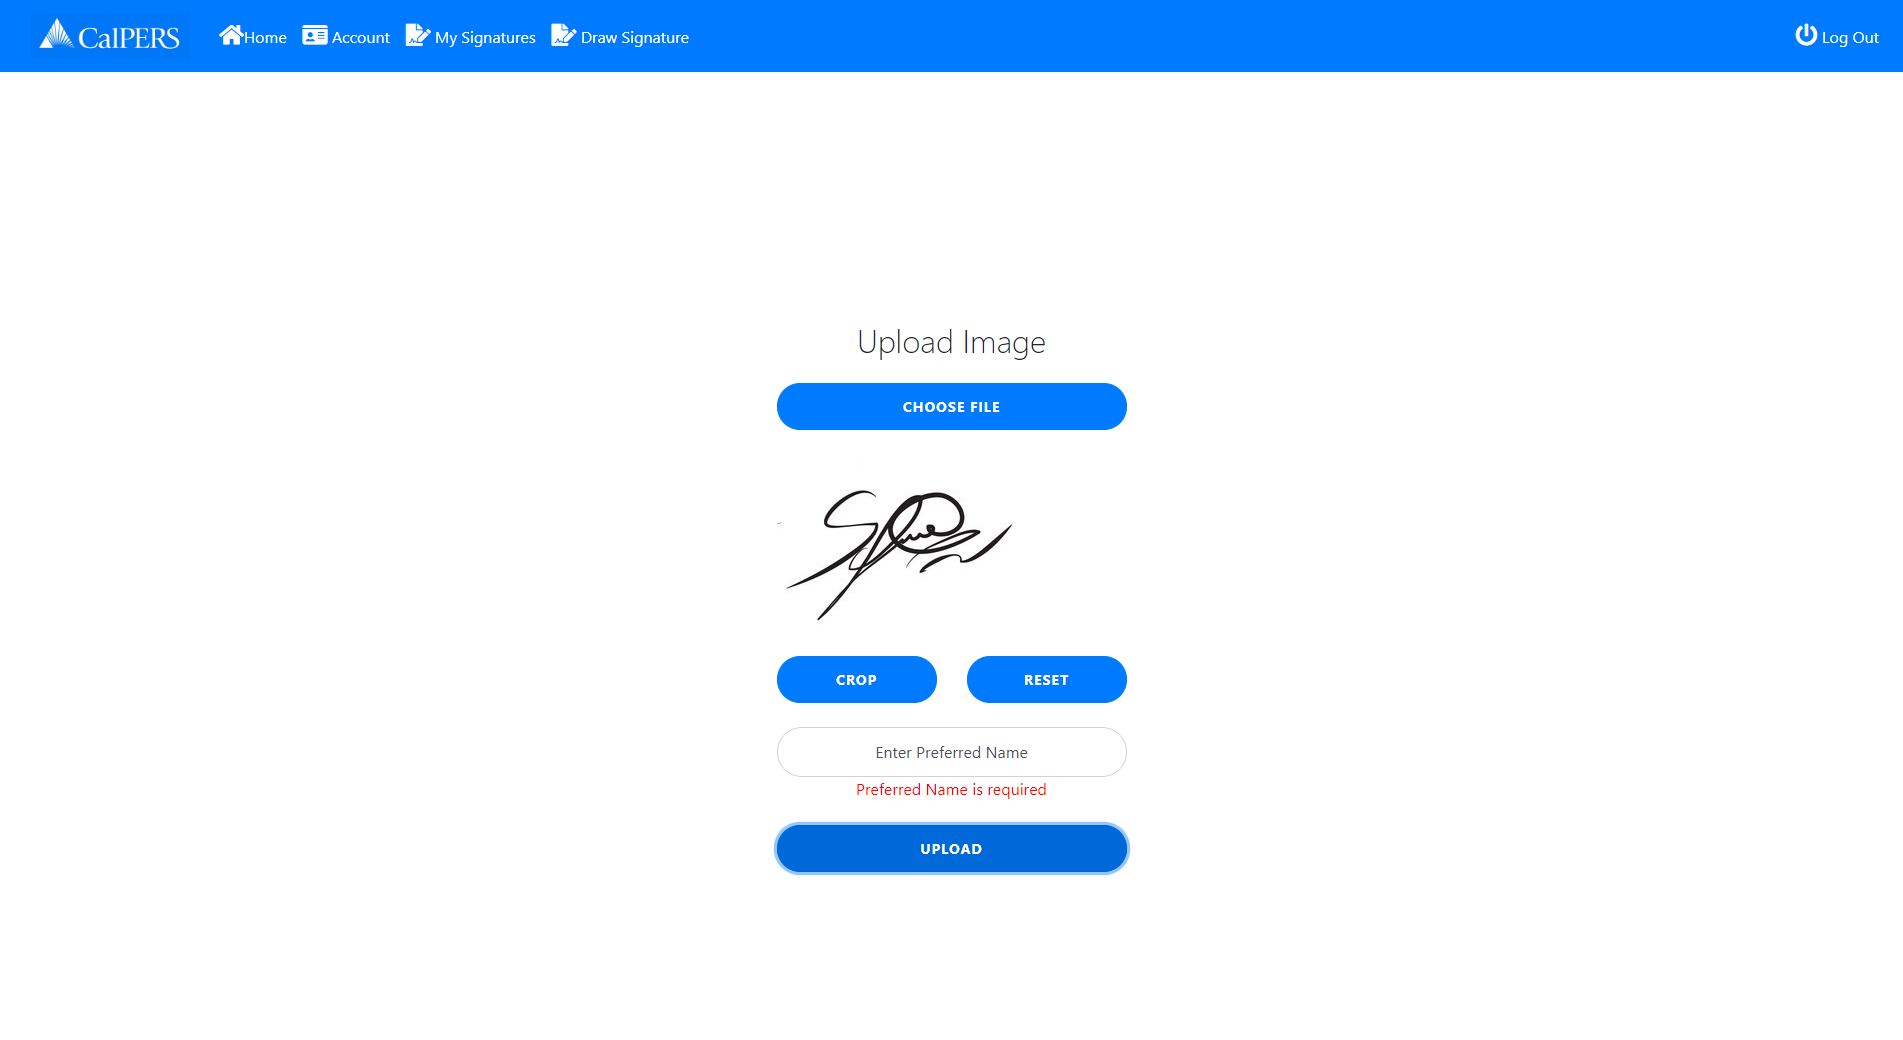 CalPERS Home Account My Signatures Draw Signature Log Out
Upload Image
CHOOSE FILE
CROP RESET
Enter Preferred Name
Preferred Name is required
UPLOAD